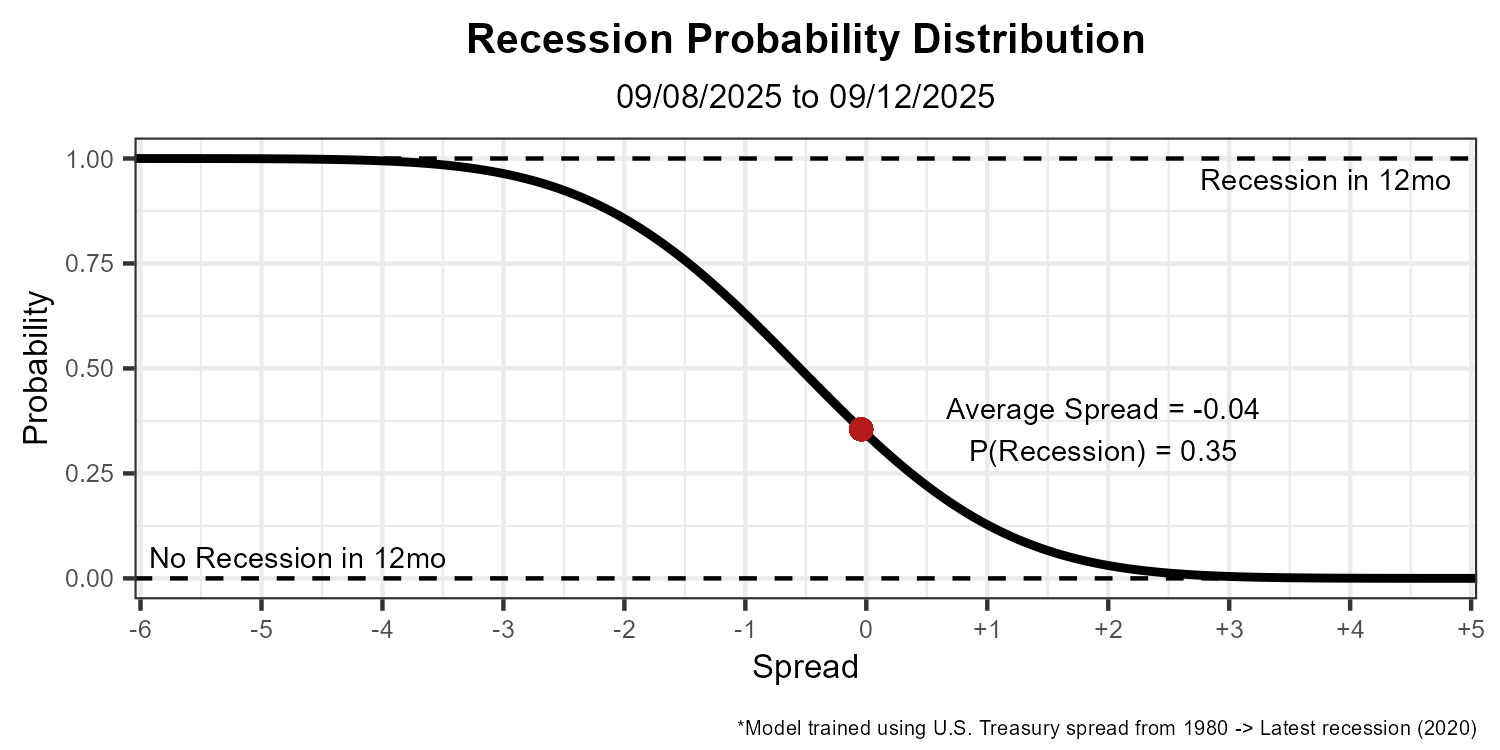 Recession Probability Distribution
09/08/2025 to 09/12/2025
Probability
1.00
0.75
0.50
0.25
0.00
Recession in 12mo
Average Spread = -0.04
P(Recession) = 0.35
No Recession in 12mo
-6 -5 -4 -3 -2 -1 0 +1 +2 +3 +4 +5
Spread
*Model trained using U.S. Treasury spread from 1980 -> Latest recession (2020)